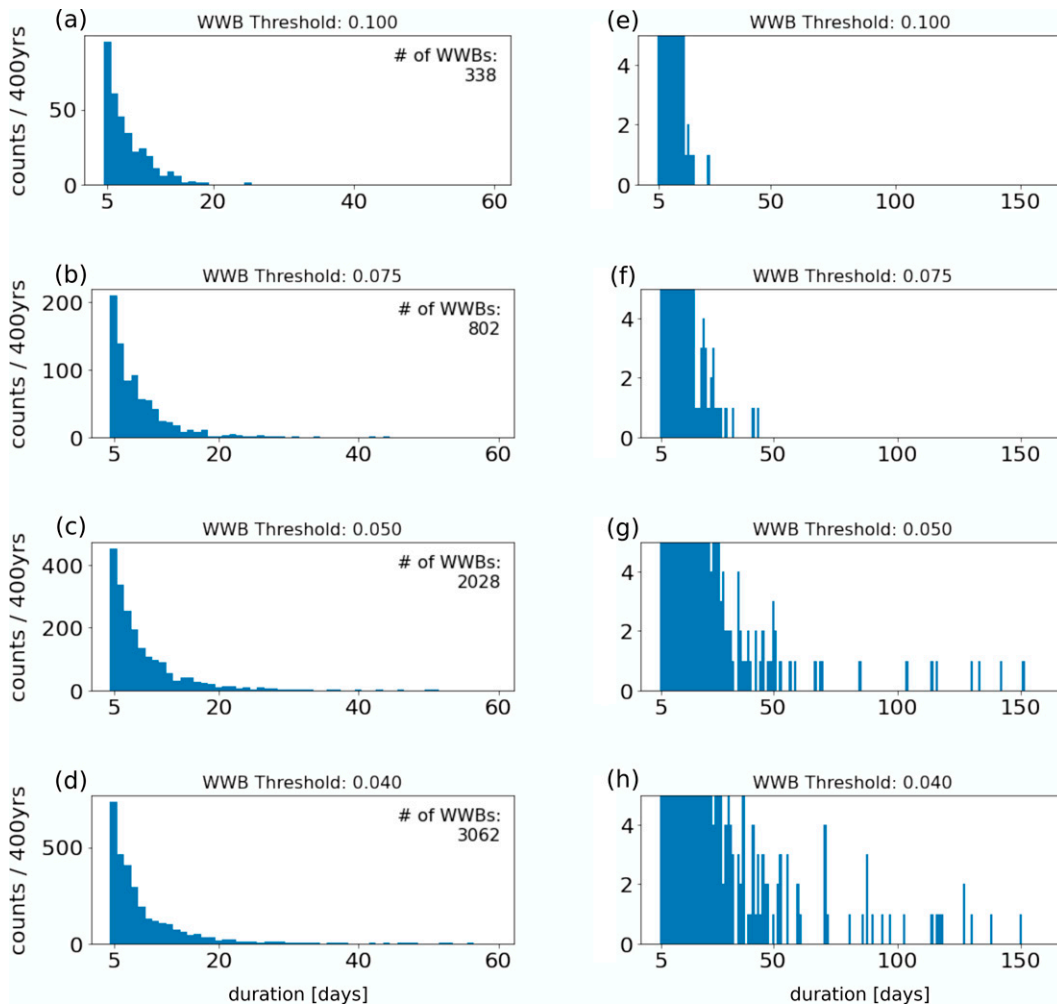 (a) WWB Threshold: 0.100
# of WWBs:
338
counts / 400yrs
50
0
5 20 40 60
(e) WWB Threshold: 0.100
4
2
0
5 50 100 150
(b) WWB Threshold: 0.075
# of WWBs:
802
counts / 400yrs
200
100
0
5 20 40 60
(f) WWB Threshold: 0.075
4
2
0
5 50 100 150
(c) WWB Threshold: 0.050
# of WWBs:
2028
counts / 400yrs
400
200
0
5 20 40 60
(g) WWB Threshold: 0.050
4
2
0
5 50 100 150
(d) WWB Threshold: 0.040
# of WWBs:
3062
counts / 400yrs
500
0
5 20 40 60
duration [days]
(h) WWB Threshold: 0.040
4
2
0
5 50 100 150
duration [days]